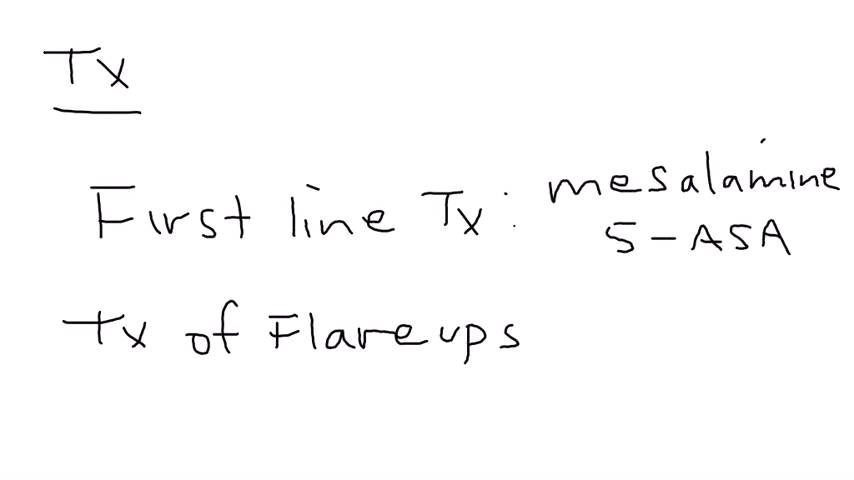 Tx
First line Tx: mesalamine
5-ASA
Tx of Flareups